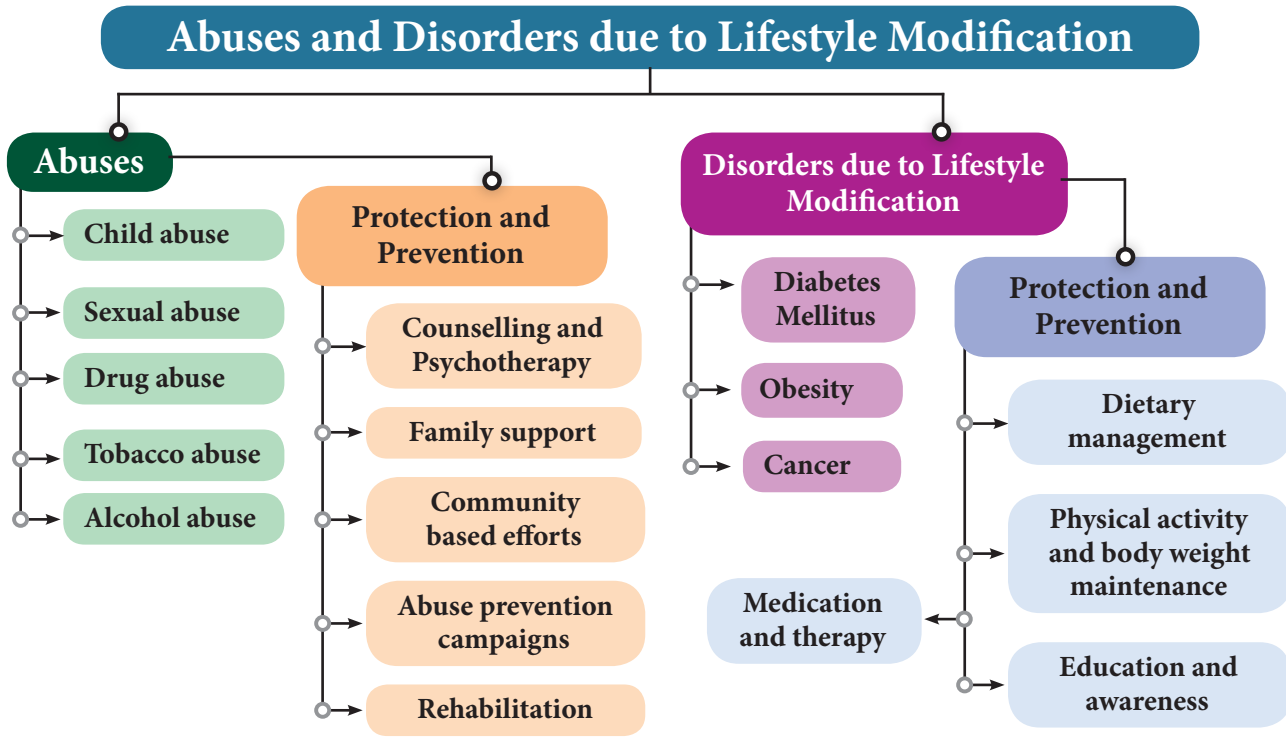 Abuses and Disorders due to Lifestyle Modification
Abuses
Child abuse
Sexual abuse
Drug abuse
Tobacco abuse
Alcohol abuse
Protection and
Prevention
Counselling and
Psychotherapy
Family support
Community
based efforts
Abuse prevention
campaigns
Rehabilitation
Disorders due to Lifestyle
Modification
Diabetes
Mellitus
Obesity
Cancer
Protection and
Prevention
Dietary
management
Physical activity
and body weight
maintenance
Medication
and therapy
Education and
awareness